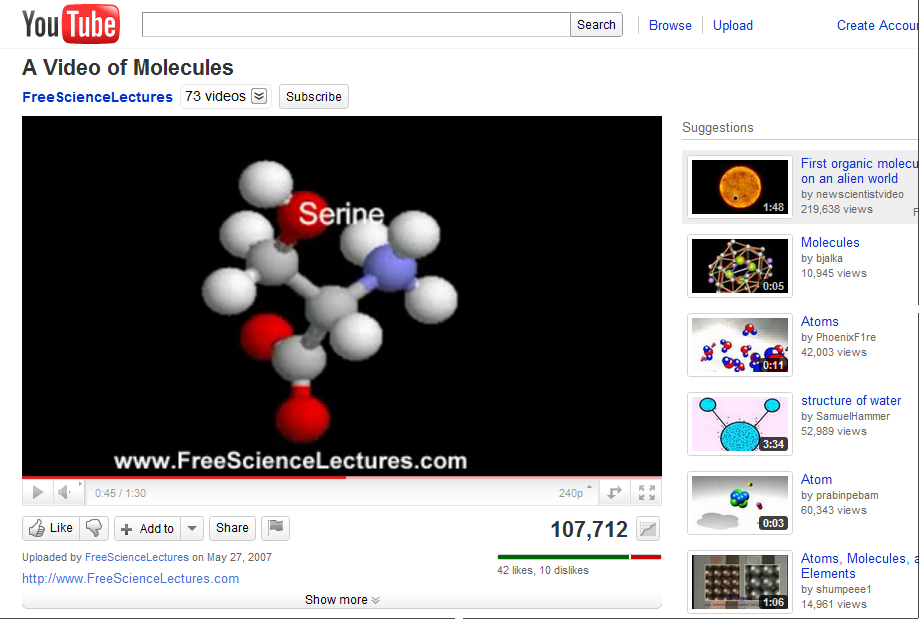 YouTube
Search
Browse
Upload
Create Accou
A Video of Molecules
FreeScienceLectures
73 videos
Subscribe
Serine
www.FreeScienceLectures.com
0:45 / 1:30
240p
Like
Add to
Share
107,712
Uploaded by FreeScienceLectures on May 27, 2007
42 likes, 10 dislikes
http://www.FreeScienceLectures.com
Show more
Suggestions
1:48
First organic molecu
on an alien world
by newscientistvideo
219,638 views
F
0:05
Molecules
by bjalka
10,945 views
0:11
Atoms
by PhoenixF1re
42,003 views
3:34
structure of water
by SamuelHammer
52,989 views
0:03
Atom
by prabinpebam
60,343 views
1:06
Atoms, Molecules, a
Elements
by shumpeee1
14,961 views